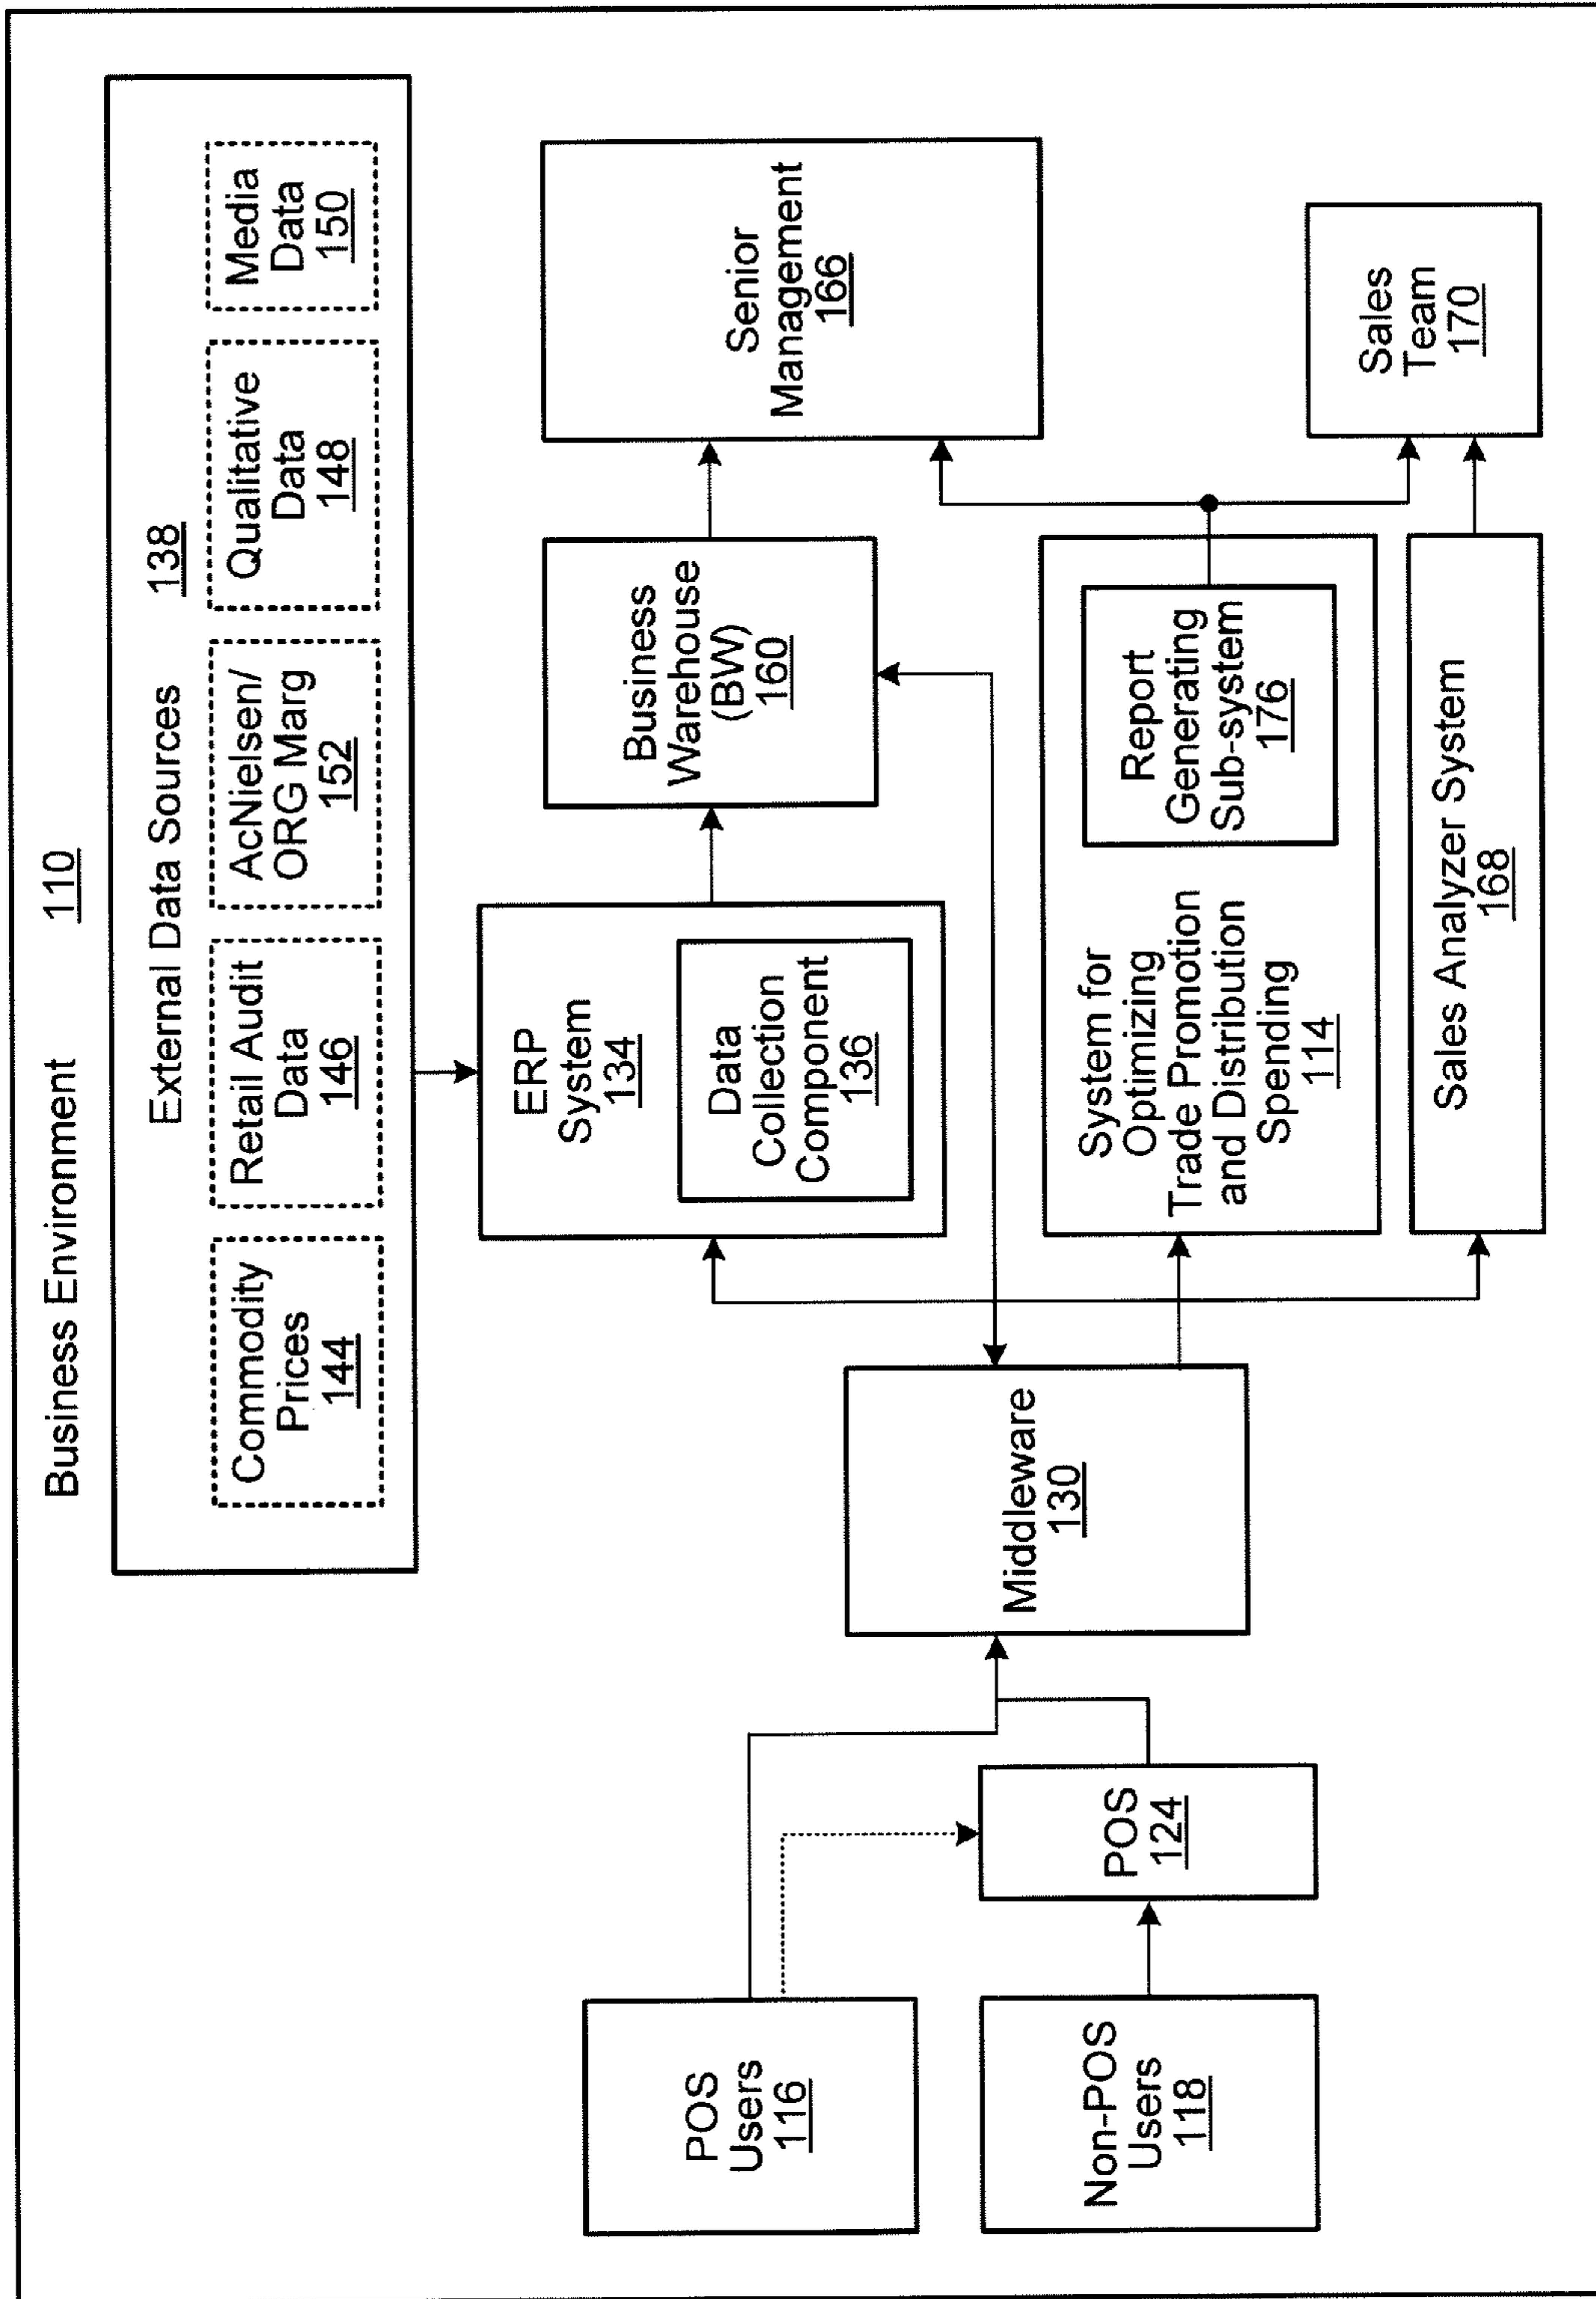 Business Environment 110
External Data Sources 138
Commodity
Prices
144
Retail Audit
Data
146
AcNielsen/
ORG Marg
152
Qualitative
Data
148
Media
Data
150
ERP
System
134
Data
Collection
Component
136
Business
Warehouse
(BW)
160
Senior
Management
166
POS
Users
116
Non-POS
Users
118
POS
124
Middleware
130
System for
Optimizing
Trade Promotion
and Distribution
Spending
114
Report
Generating
Sub-system
176
Sales Analyzer System
168
Sales
Team
170